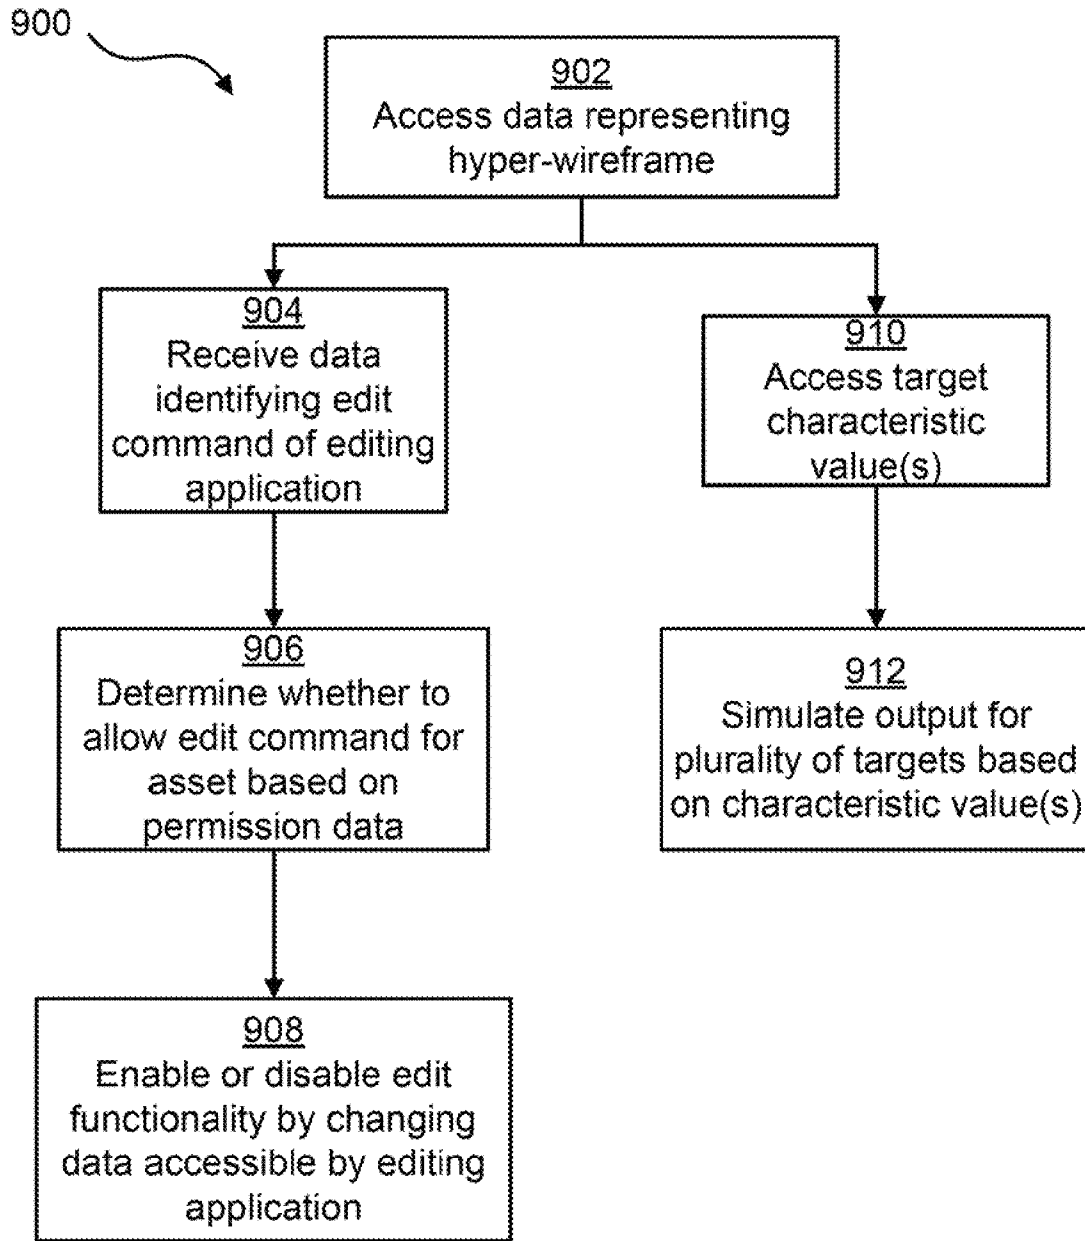 900
902
Access data representing
hyper-wireframe
904
Receive data
identifying edit
command of editing
application
910
Access target
characteristic
value(s)
906
Determine whether to
allow edit command for
asset based on
permission data
912
Simulate output for
plurality of targets based
on characteristic value(s)
908
Enable or disable edit
functionality by changing
data accessible by editing
application